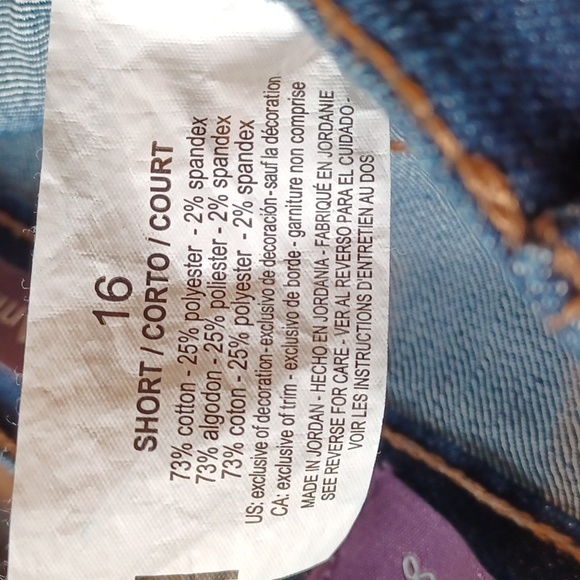 16
SHORT / CORTO / COURT
73% cotton - 25% polyester - 2% spandex
73% algodon - 25% poliester - 2% spandex
73% coton - 25% polyester - 2% spandex
US: exclusive of decoration-exclusivo de decoración-sauf la décoration
CA: exclusive of trim - exclusivo de borde - garniture non comprise
MADE IN JORDAN - HECHO EN JORDANIA - FABRIQUÉ EN JORDANIE
SEE REVERSE FOR CARE - VER AL REVERSO PARA EL CUIDADO -
VOIR LES INSTRUCTIONS D'ENTRETIEN AU DOS